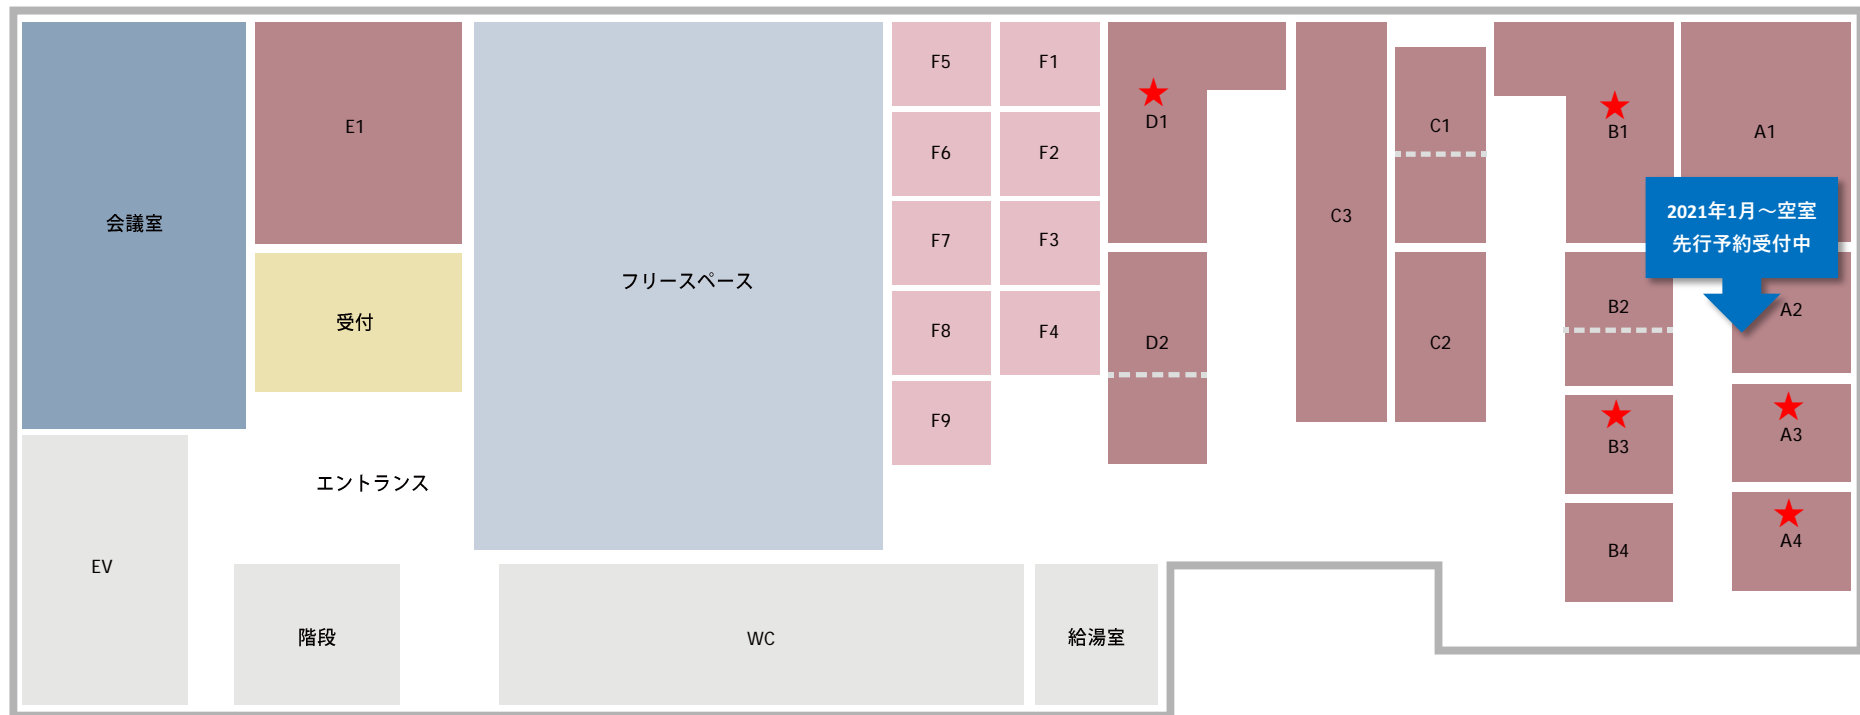 会議室
E1
受付
エントランス
EV
階段
フリースペース
WC
給湯室
F5
F6
F7
F8
F9
F1
F2
F3
F4
D1
D2
C3
C1
C2
B1
B2
B3
B4
A1
2021年1月～空室
先行予約受付中
A2
A3
A4